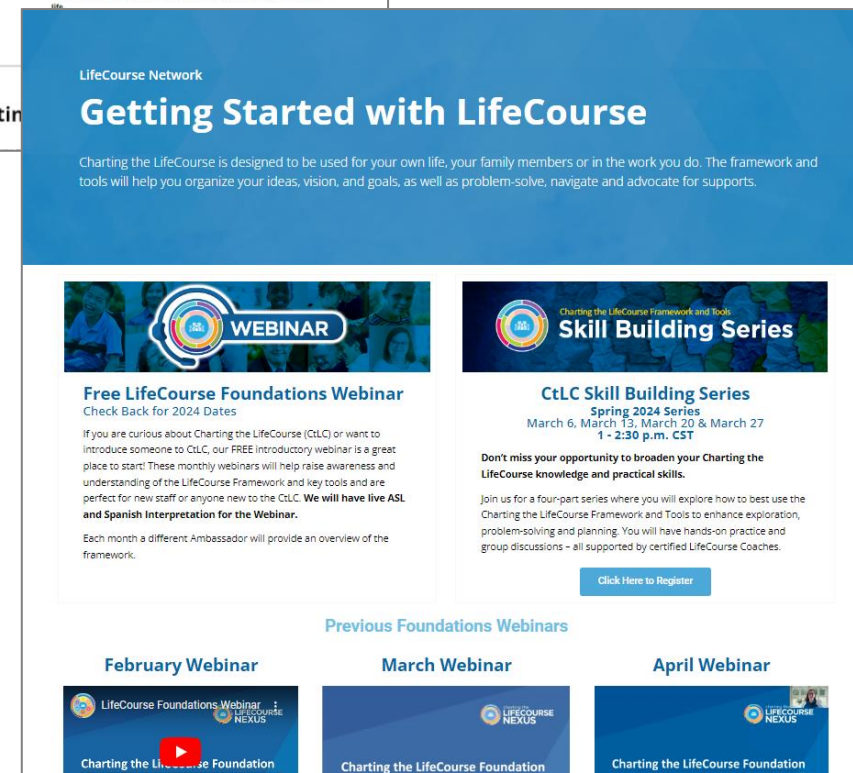 LifeCourse Network
Getting Started with LifeCourse
Charting the LifeCourse is designed to be used for your own life, your family members or in the work you do. The framework and
tools will help you organize your ideas, vision, and goals, as well as problem-solve, navigate and advocate for supports.
WEBINAR
Free LifeCourse Foundations Webinar
Check Back for 2024 Dates
If you are curious about Charting the LifeCourse (CtLC) or want to
introduce someone to CtLC, our FREE introductory webinar is a great
place to start! These monthly webinars will help raise awareness and
understanding of the LifeCourse Framework and key tools and are
perfect for new staff or anyone new to the CtLC. We will have live ASL
and Spanish Interpretation for the Webinar.
Each month a different Ambassador will provide an overview of the
framework.
Charting the LifeCourse Framework and Tools
Skill Building Series
CtLC Skill Building Series
Spring 2024 Series
March 6, March 13, March 20 & March 27
1 - 2:30 p.m. CST
Don't miss your opportunity to broaden your Charting the
LifeCourse knowledge and practical skills.
Join us for a four-part series where you will explore how to best use the
Charting the LifeCourse Framework and Tools to enhance exploration,
problem-solving and planning. You will have hands-on practice and
group discussions – all supported by certified LifeCourse Coaches.
Click Here to Register
Previous Foundations Webinars
February Webinar
LifeCourse Foundations Webinar
LIFECOURSE
NEXUS
Charting the LifeCourse Foundation
March Webinar
LIFECOURSE
NEXUS
Charting the LifeCourse Foundation
April Webinar
LIFECOURSE
NEXUS
Charting the LifeCourse Foundation